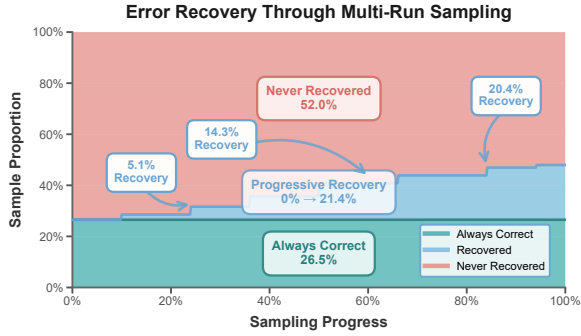 Error Recovery Through Multi-Run Sampling
100%
80%
60%
40%
20%
0%
Sample Proportion
Never Recovered
52.0%
20.4%
Recovery
14.3%
Recovery
5.1%
Recovery
Progressive Recovery
0% → 21.4%
Always Correct
26.5%
Always Correct
Recovered
Never Recovered
0%
20%
40%
60%
80%
100%
Sampling Progress